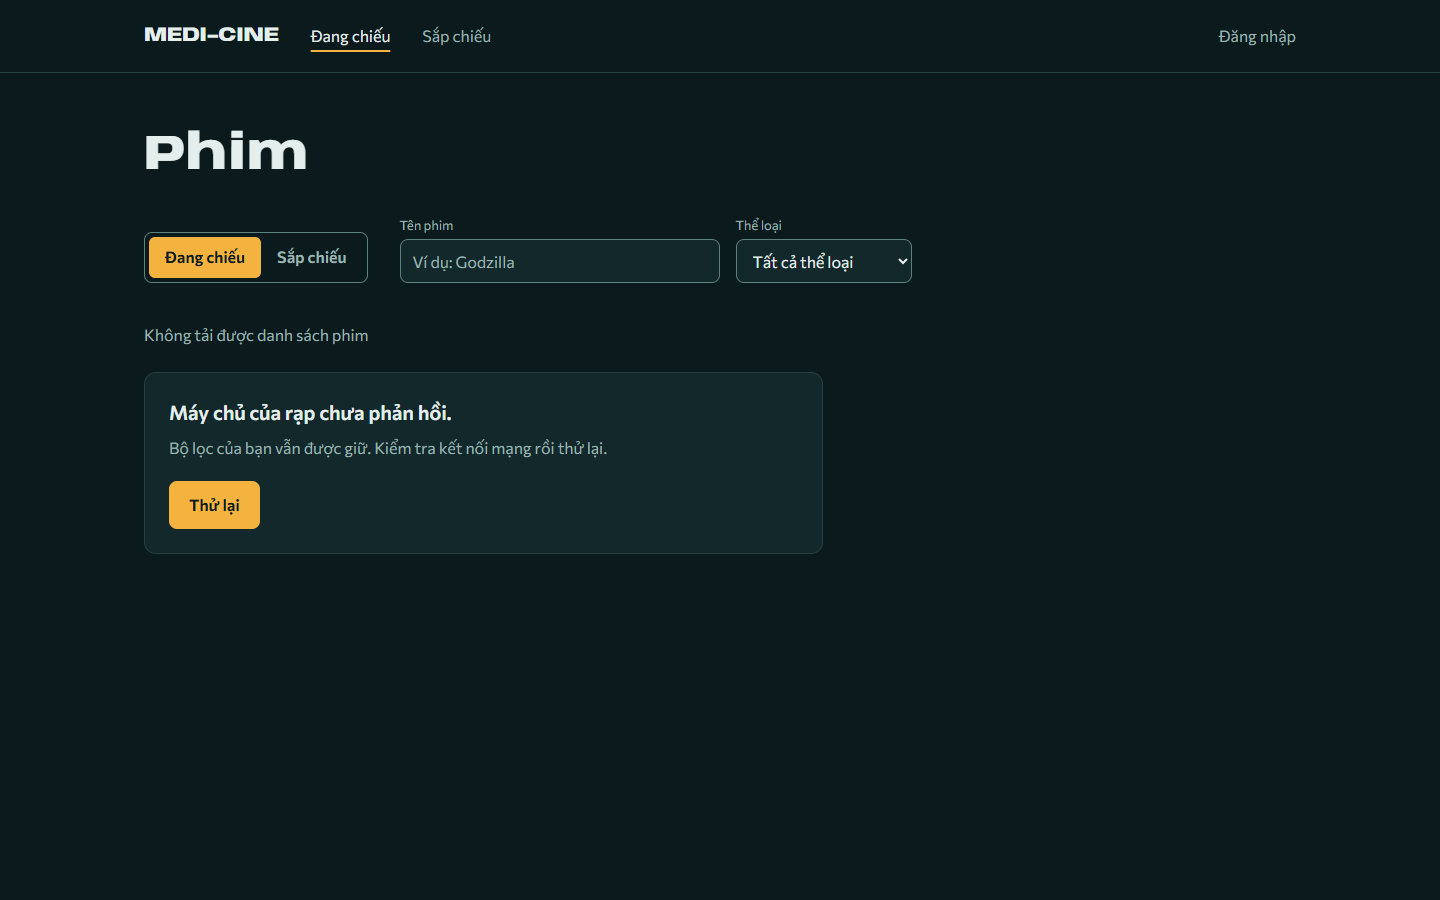 MEDI-CINE Đang chiếu Sắp chiếu Đăng nhập
Phim
Tên phim Thể loại
Đang chiếu Sắp chiếu Ví dụ: Godzilla Tất cả thể loại
Không tải được danh sách phim
Máy chủ của rạp chưa phản hồi.
Bộ lọc của bạn vẫn được giữ. Kiểm tra kết nối mạng rồi thử lại.
Thử lại